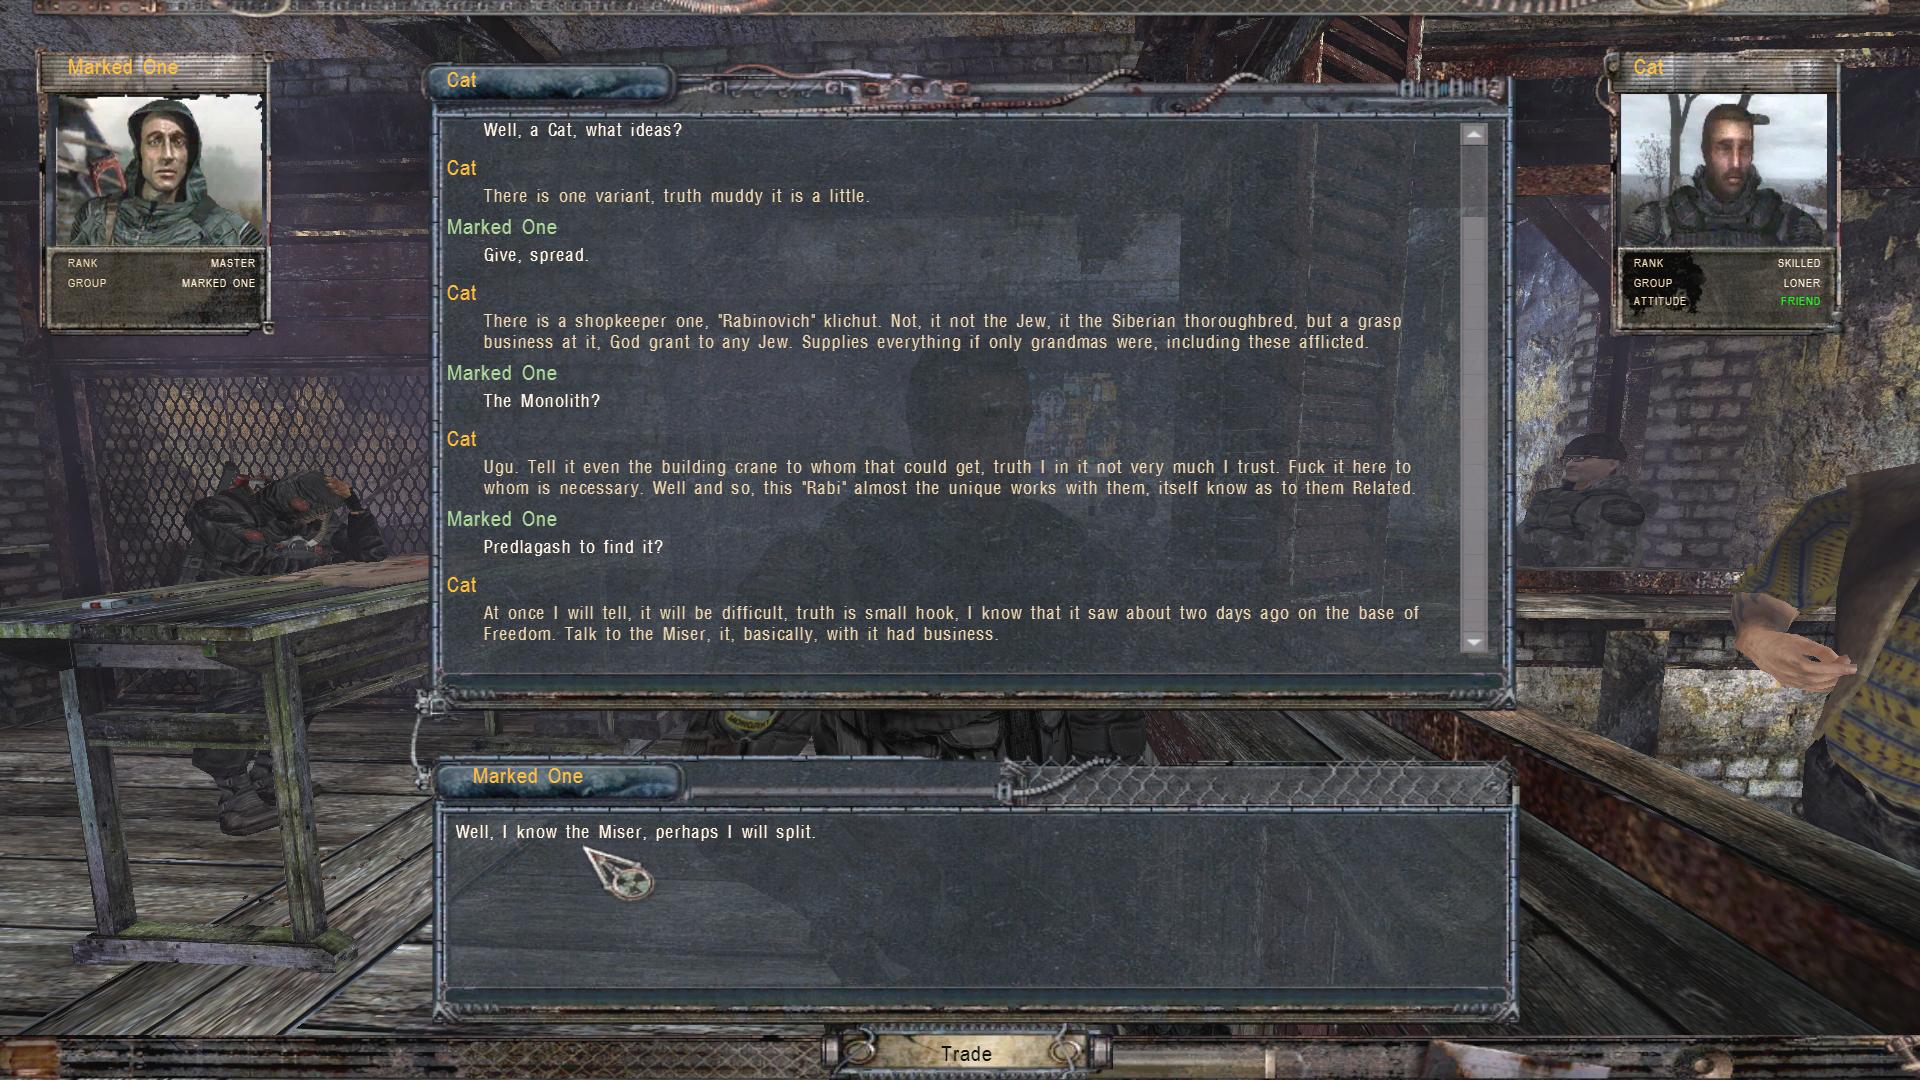 Marked One
RANK MASTER
GROUP MARKED ONE
Cat
Well, a Cat, what ideas?
Cat
There is one variant, truth muddy it is a little.
Marked One
Give, spread.
Cat
There is a shopkeeper one, "Rabinovich" klichut. Not, it not the Jew, it the Siberian thoroughbred, but a grasp
business at it, God grant to any Jew. Supplies everything if only grandmas were, including these afflicted.
Marked One
The Monolith?
Cat
Ugu. Tell it even the building crane to whom that could get, truth I in it not very much I trust. Fuck it here to
whom is necessary. Well and so, this "Rabi" almost the unique works with them, itself know as to them Related.
Marked One
Predlagash to find it?
Cat
At once I will tell, it will be difficult, truth is small hook, I know that it saw about two days ago on the base of
Freedom. Talk to the Miser, it, basically, with it had business.
Cat
RANK SKILLED
GROUP LONER
ATTITUDE FRIEND
Marked One
Well, I know the Miser, perhaps I will split.
Trade